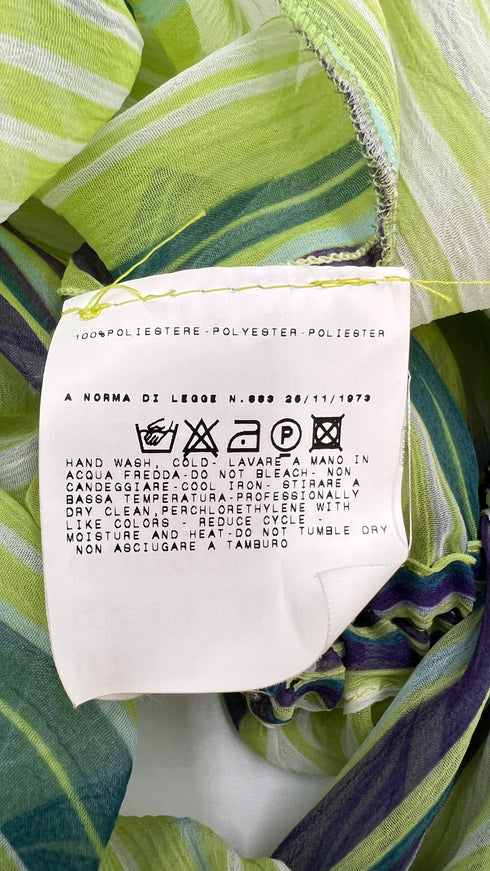 100%POLIESTERE-POLYESTER-POLIESTER
A NORMA DI LEGGE N.883 26/11/1973
P
HAND WASH, COLD- LAVARE A MANO IN
ACQUA FREDDA-DO NOT BLEACH- NON
CANDEGGIARE-COOL IRON- STIRARE A
BASSA TEMPERATURA-PROFESSIONALLY
DRY CLEAN,PERCHLORETHYLENE WITH
LIKE COLORS - REDUCE CYCLE -
MOISTURE AND HEAT-DO NOT TUMBLE DRY
NON ASCIUGARE A TAMBURO